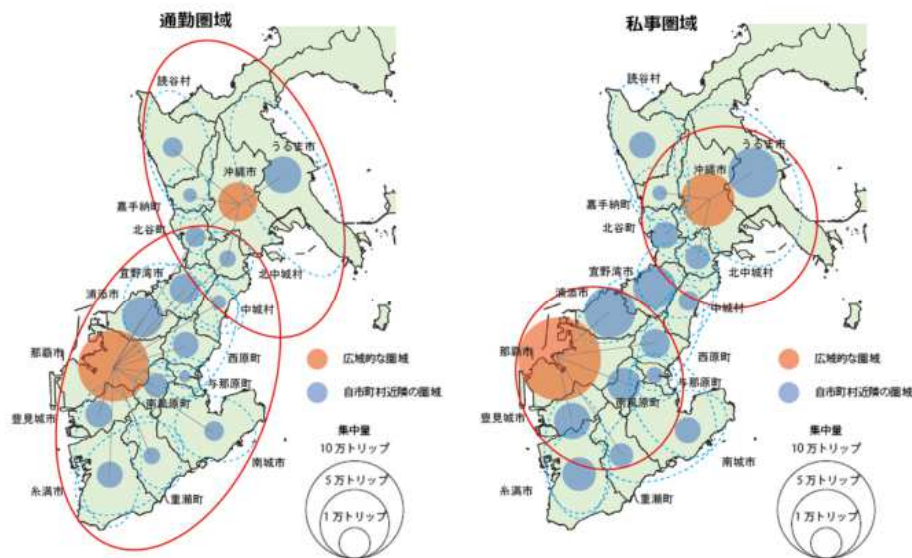 通勤圏域
読谷村
うるま市
沖縄市
嘉手納町
北谷町
宜野湾市
北中城村
浦添市
中城村
那覇市
西原町
与那原町
南風原町
豊見城市
南城市
糸満市
八重瀬町
広域的な圏域
自市町村近隣の圏域
集中量
10万トリップ
5万トリップ
1万トリップ
私事圏域
読谷村
うるま市
沖縄市
嘉手納町
北谷町
宜野湾市
北中城村
浦添市
中城村
那覇市
西原町
与那原町
南風原町
豊見城市
南城市
糸満市
八重瀬町
広域的な圏域
自市町村近隣の圏域
集中量
10万トリップ
5万トリップ
1万トリップ